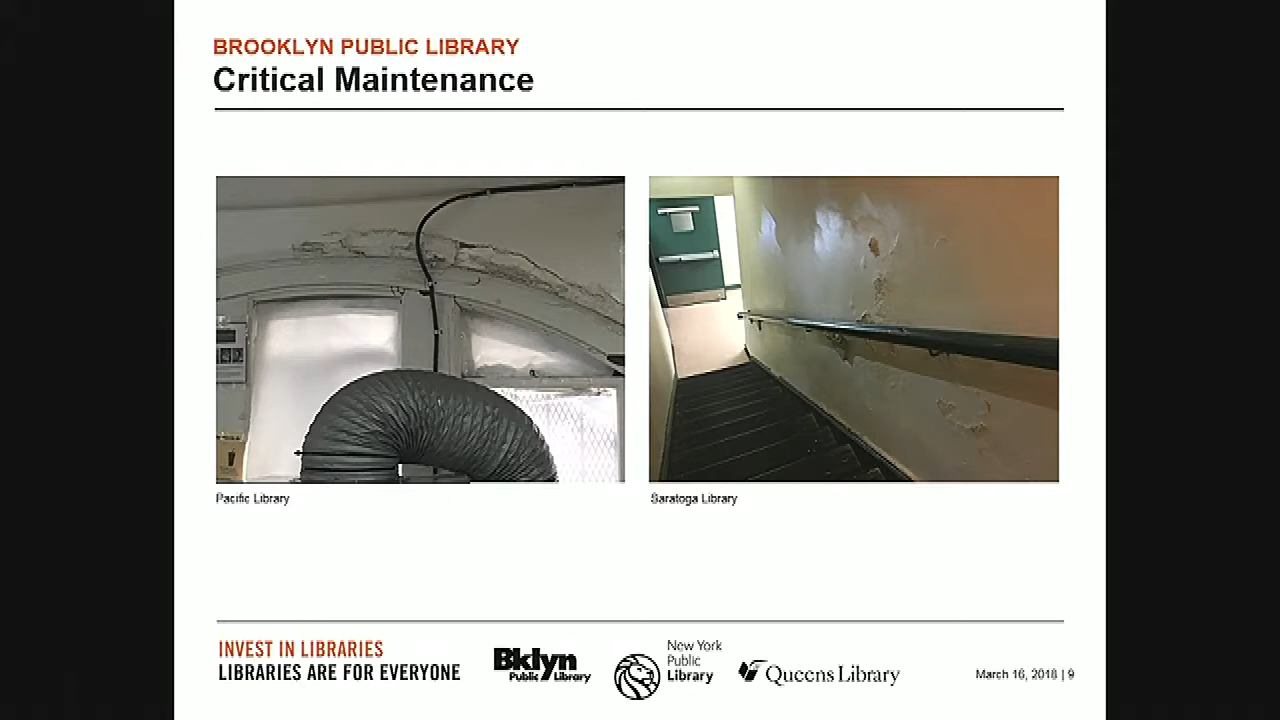 BROOKLYN PUBLIC LIBRARY
Critical Maintenance
Pacific Library
Saratoga Library
INVEST IN LIBRARIES
LIBRARIES ARE FOR EVERYONE
Bklyn
Public Library
New York
Public
Library
Queens Library
March 16, 2018 | 9